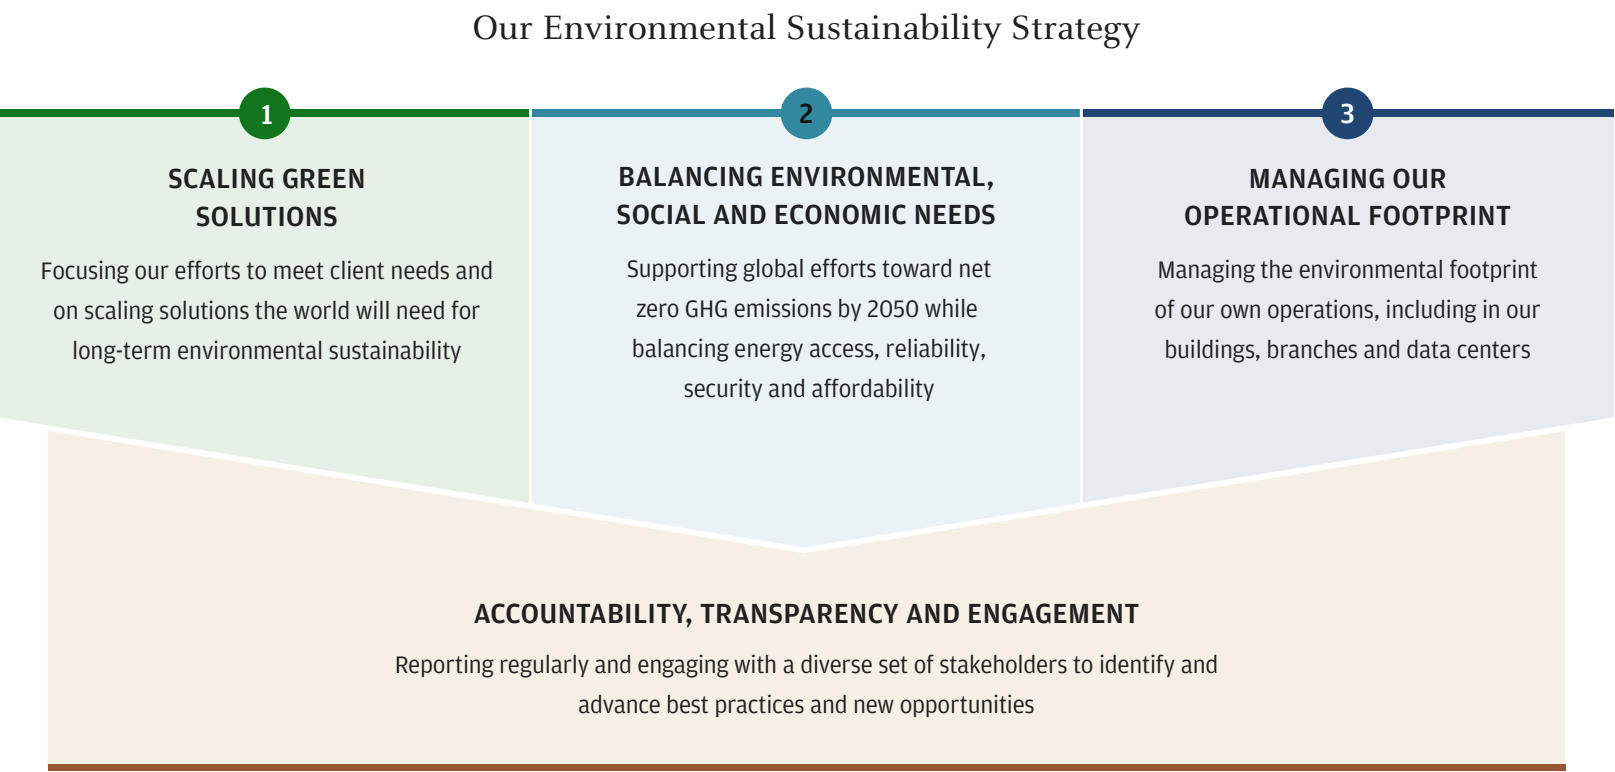 Our Environmental Sustainability Strategy
1
SCALING GREEN
SOLUTIONS
Focusing our efforts to meet client needs and
on scaling solutions the world will need for
long-term environmental sustainability
2
BALANCING ENVIRONMENTAL,
SOCIAL AND ECONOMIC NEEDS
Supporting global efforts toward net
zero GHG emissions by 2050 while
balancing energy access, reliability,
security and affordability
3
MANAGING OUR
OPERATIONAL FOOTPRINT
Managing the environmental footprint
of our own operations, including in our
buildings, branches and data centers
ACCOUNTABILITY, TRANSPARENCY AND ENGAGEMENT
Reporting regularly and engaging with a diverse set of stakeholders to identify and
advance best practices and new opportunities